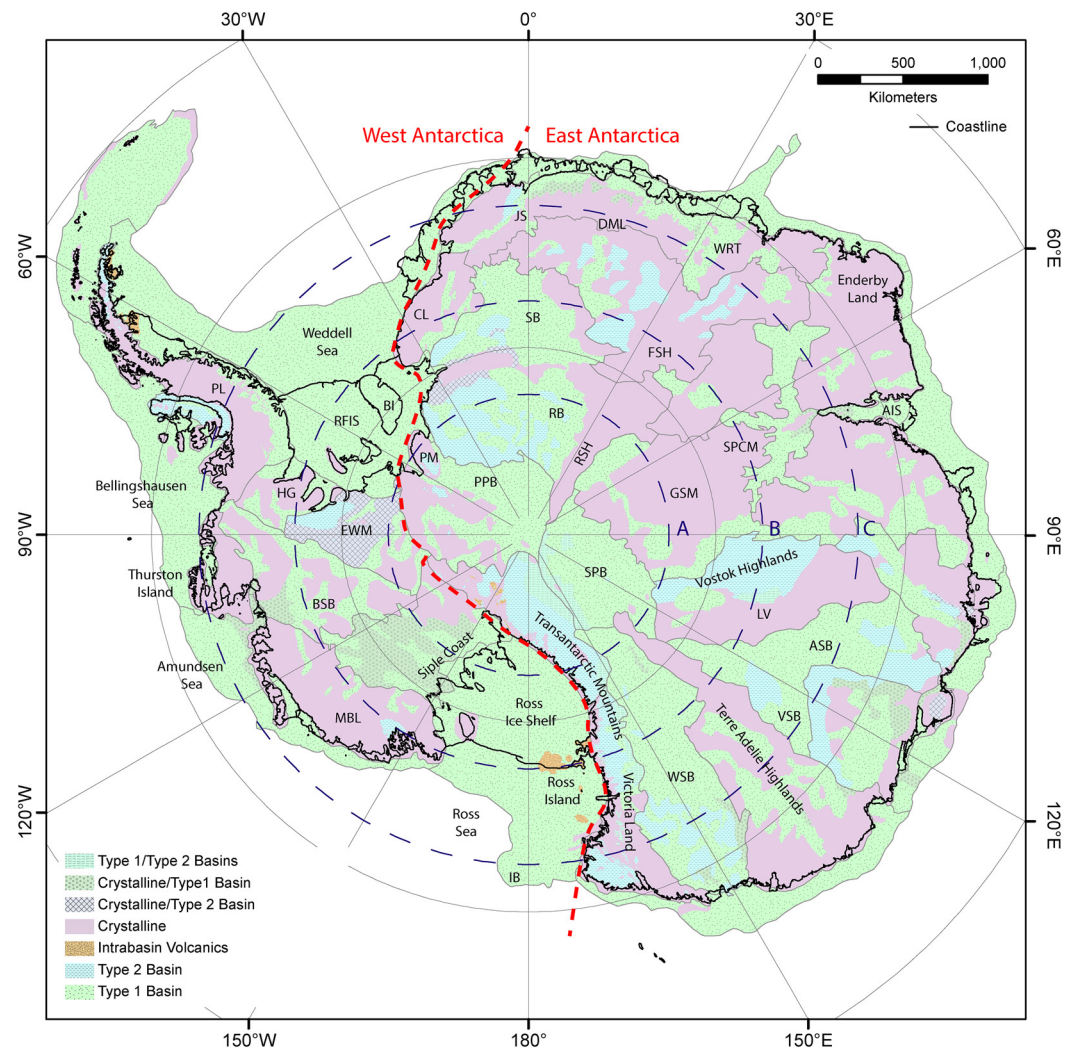 30°W
0°
30°E
0
500
1,000
Kilometers
Coastline
West Antarctica
East Antarctica
60°W
60°E
JS
DML
WRT
Enderby
Land
CL
SB
Weddell
Sea
FSH
PL
BI
RFIS
RB
AIS
SPCM
RSH
PM
PPB
GSM
HG
Bellingshausen
Sea
EWM
A
B
C
90°W
90°E
Vostok Highlands
SPB
Thurston
Island
BSB
LV
Transantarctic Mountains
Siple Coast
ASB
Amundsen
Sea
Ross
Ice Shelf
MBL
VSB
Terre Adelie Highlands
WSB
Ross
Island
Victoria Land
Ross
Sea
120°W
120°E
IB
Type 1/Type 2 Basins
Crystalline/Type1 Basin
Crystalline/Type 2 Basin
Crystalline
Intrabasin Volcanics
Type 2 Basin
Type 1 Basin
150°W
180°
150°E